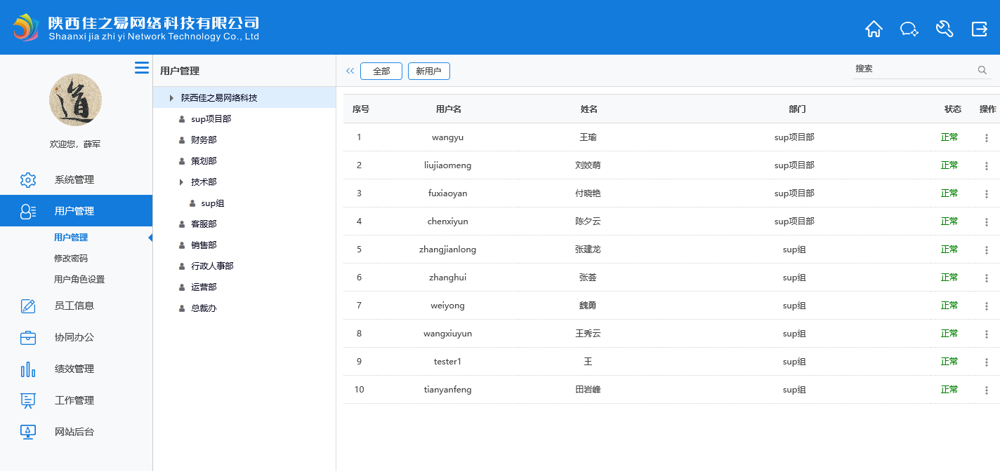 陕西佳之易网络科技有限公司
Shaanxi jia zhi yi Network Technology Co., Ltd
道
欢迎您，薛军
系统管理
用户管理
用户管理
修改密码
用户角色设置
员工信息
协同办公
绩效管理
工作管理
网站后台
用户管理
陕西佳之易网络科技
sup项目部
财务部
策划部
技术部
sup组
客服部
销售部
行政人事部
运营部
总裁办
全部 新用户 搜索
序号 用户名 姓名 部门 状态 操作
1 wangyu 王瑜 sup项目部 正常
2 liujiaomeng 刘姣萌 sup项目部 正常
3 fuxiaoyan 付晓艳 sup项目部 正常
4 chenxiyun 陈夕云 sup项目部 正常
5 zhangjianlong 张建龙 sup组 正常
6 zhanghui 张荟 sup组 正常
7 weiyong 魏勇 sup组 正常
8 wangxiuyun 王秀云 sup组 正常
9 tester1 王 sup组 正常
10 tianyanfeng 田岩峰 sup组 正常